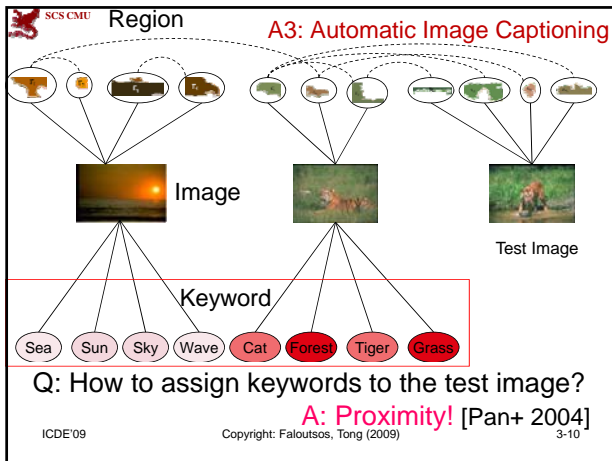 SCS CMU
Region
A3: Automatic Image Captioning
Image
Test Image
Keyword
Sea Sun Sky Wave Cat Forest Tiger Grass
Q: How to assign keywords to the test image?
A: Proximity! [Pan+ 2004]
ICDE'09 Copyright: Faloutsos, Tong (2009) 3-10